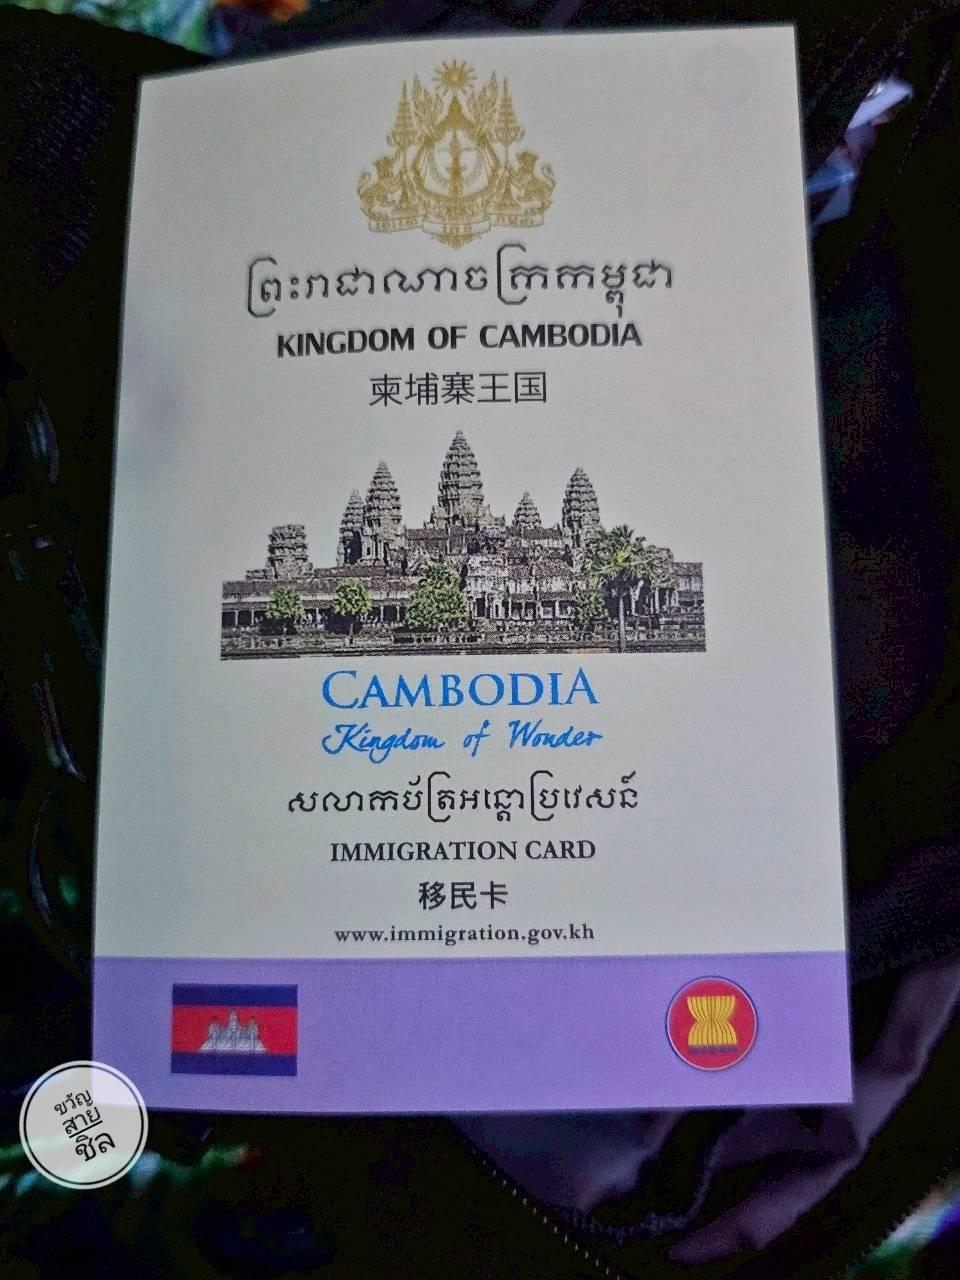 ព្រះរាជាណាចក្រកម្ពុជា
KINGDOM OF CAMBODIA
柬埔寨王国
CAMBODIA
Kingdom of Wonder
សលាកប័ត្រអន្តោប្រវេសន៍
IMMIGRATION CARD
移民卡
www.immigration.gov.kh
ขวัญ
สาย
ชิล